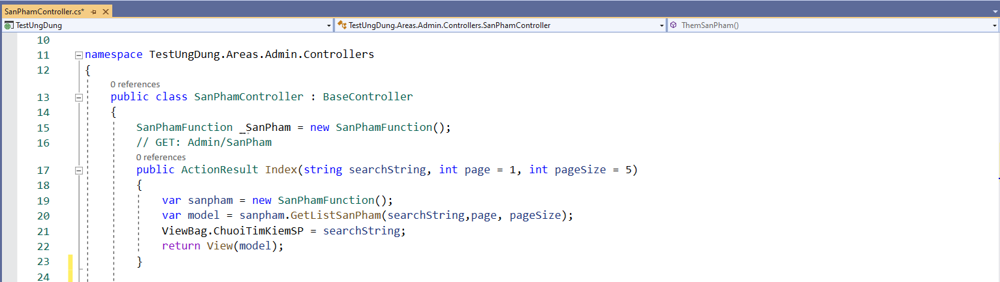 SanPhamController.cs*
TestUngDung
TestUngDung.Areas.Admin.Controllers.SanPhamController
ThemSanPham()
10
11 namespace TestUngDung.Areas.Admin.Controllers
12 {
0 references
13 public class SanPhamController : BaseController
14 {
15 SanPhamFunction _SanPham = new SanPhamFunction();
16 // GET: Admin/SanPham
0 references
17 public ActionResult Index(string searchString, int page = 1, int pageSize = 5)
18 {
19 var sanpham = new SanPhamFunction();
20 var model = sanpham.GetListSanPham(searchString,page, pageSize);
21 ViewBag.ChuoiTimKiemSP = searchString;
22 return View(model);
23 }
24